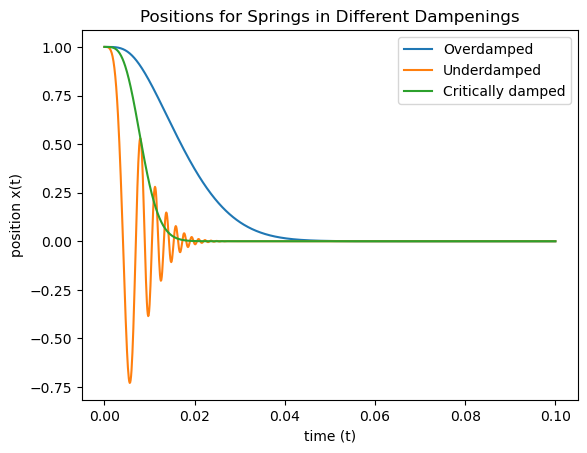 Positions for Springs in Different Dampenings
Overdamped
Underdamped
Critically damped
position x(t)
1.00
0.75
0.50
0.25
0.00
−0.25
−0.50
−0.75
0.00 0.02 0.04 0.06 0.08 0.10
time (t)